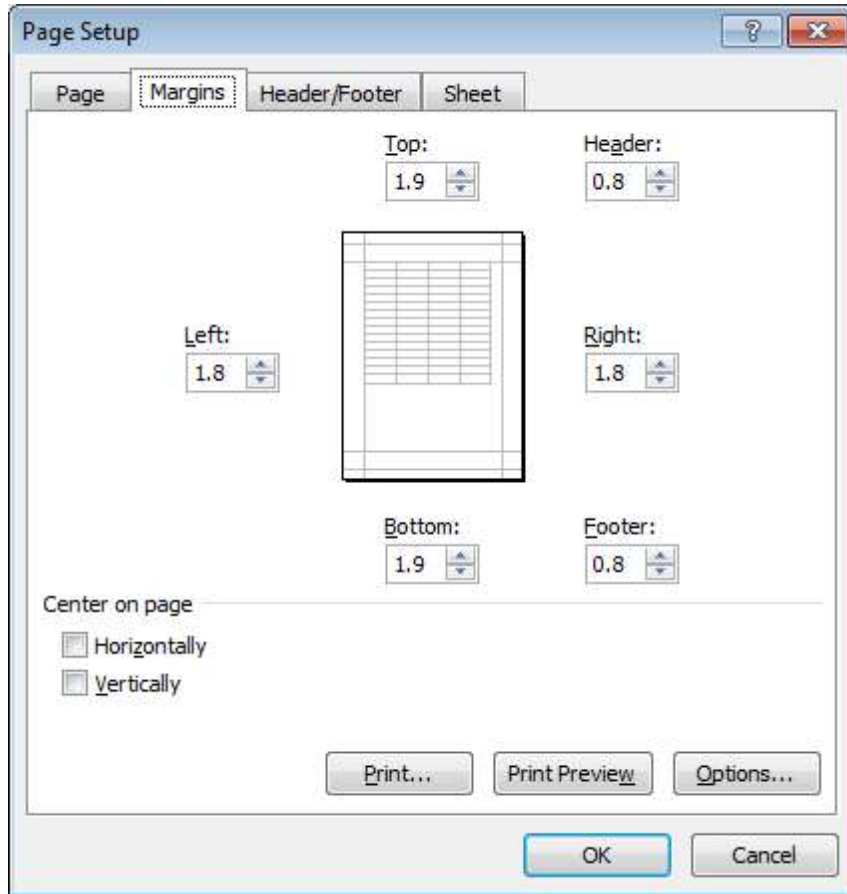 Page Setup
Page Margins Header/Footer Sheet
Top: Header:
1.9 0.8
Left: Right:
1.8 1.8
Bottom: Footer:
1.9 0.8
Center on page
Horizontally
Vertically
Print... Print Preview Options...
OK Cancel